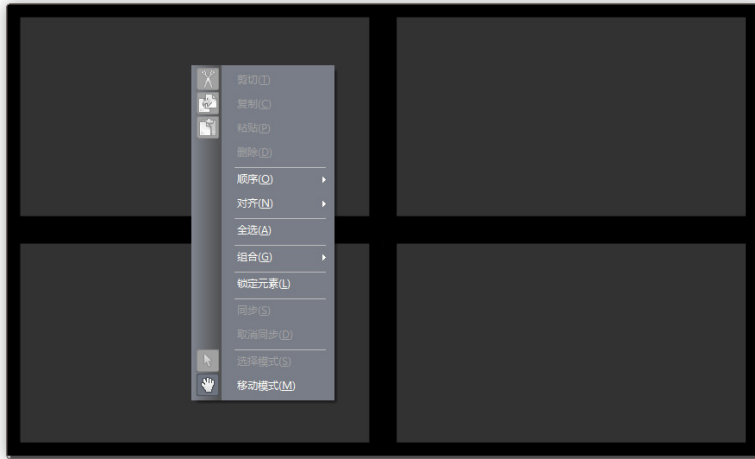 剪切(T)
复制(C)
粘贴(P)
删除(D)
顺序(O)
对齐(N)
全选(A)
组合(G)
锁定元素(L)
同步(S)
取消同步(D)
选择模式(S)
移动模式(M)